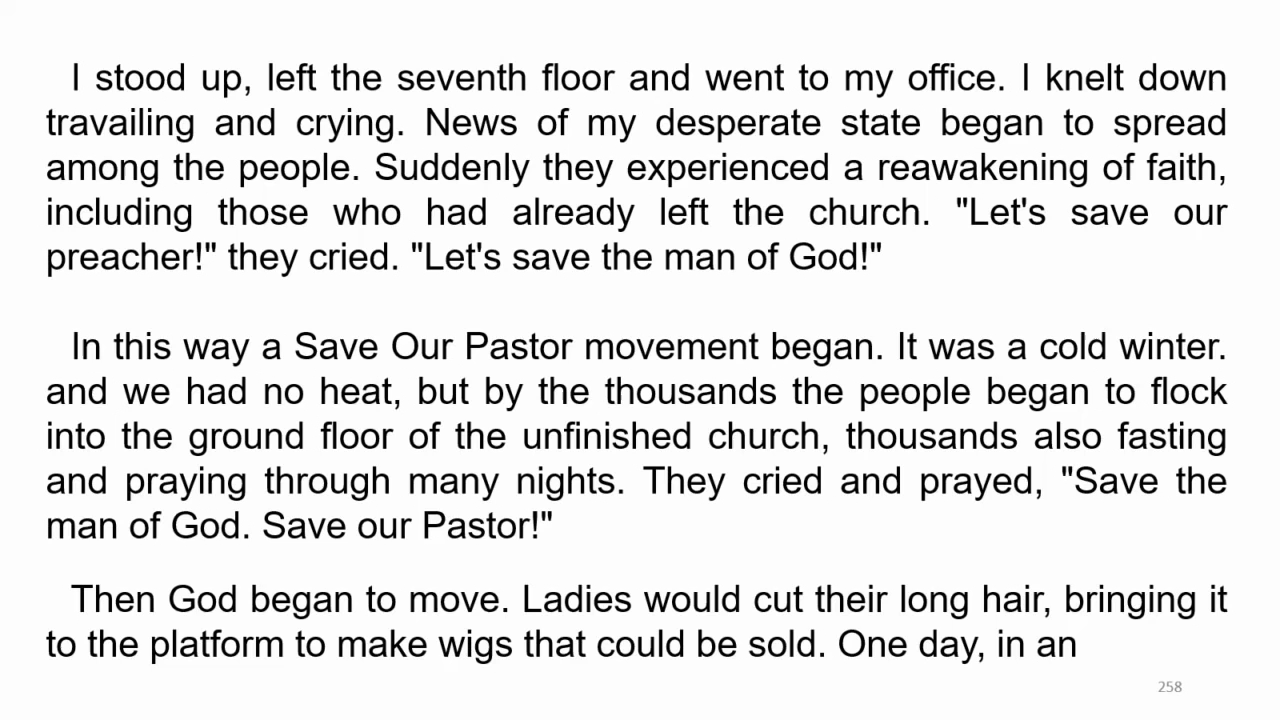 I stood up, left the seventh floor and went to my office. I knelt down
travailing and crying. News of my desperate state began to spread
among the people. Suddenly they experienced a reawakening of faith,
including those who had already left the church. "Let's save our
preacher!" they cried. "Let's save the man of God!"
In this way a Save Our Pastor movement began. It was a cold winter.
and we had no heat, but by the thousands the people began to flock
into the ground floor of the unfinished church, thousands also fasting
and praying through many nights. They cried and prayed, "Save the
man of God. Save our Pastor!"
Then God began to move. Ladies would cut their long hair, bringing it
to the platform to make wigs that could be sold. One day, in an
258